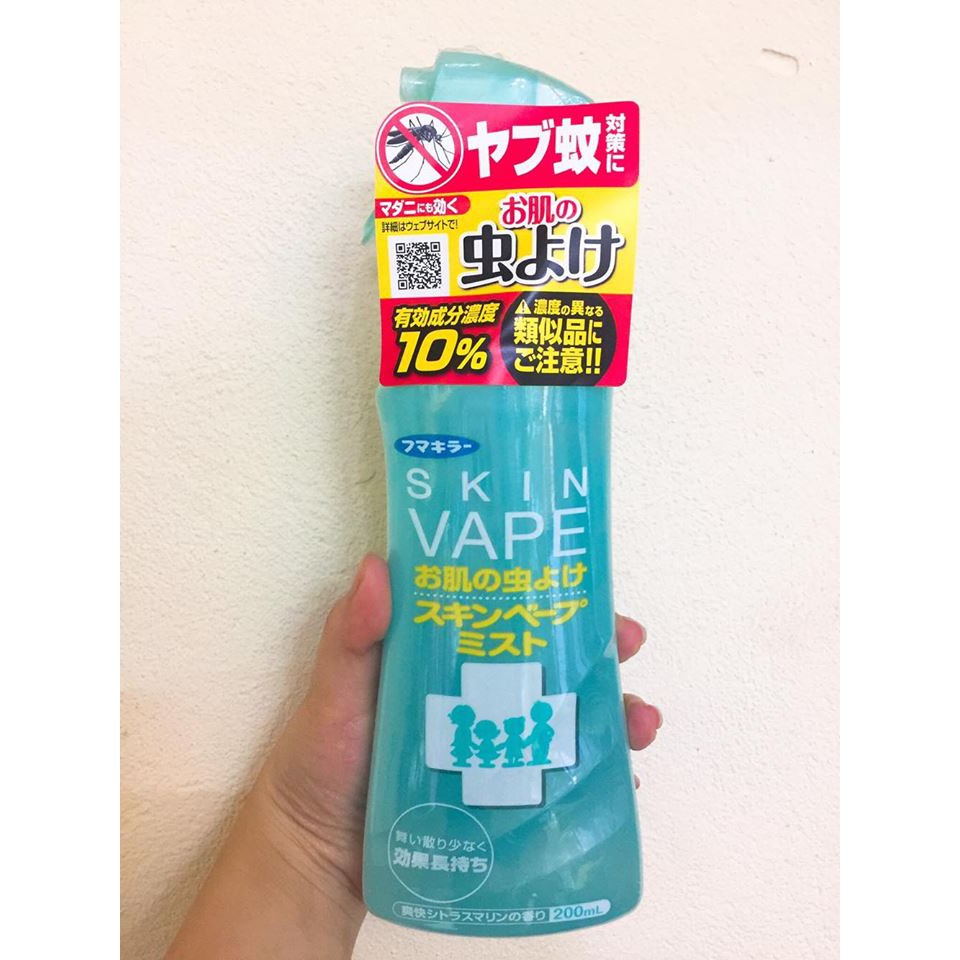 ヤブ蚊
対策に
マダニにも効く
詳細はウェブサイトで!
お肌の
虫よけ
有効成分濃度
10%
濃度の異なる
類似品に
ご注意!!
フマキラー
SKIN
VAPE
お肌の虫よけ
スキンベープ
ミスト
舞い散り少なく
効果長持ち
爽快シトラスマリンの香り 200mL